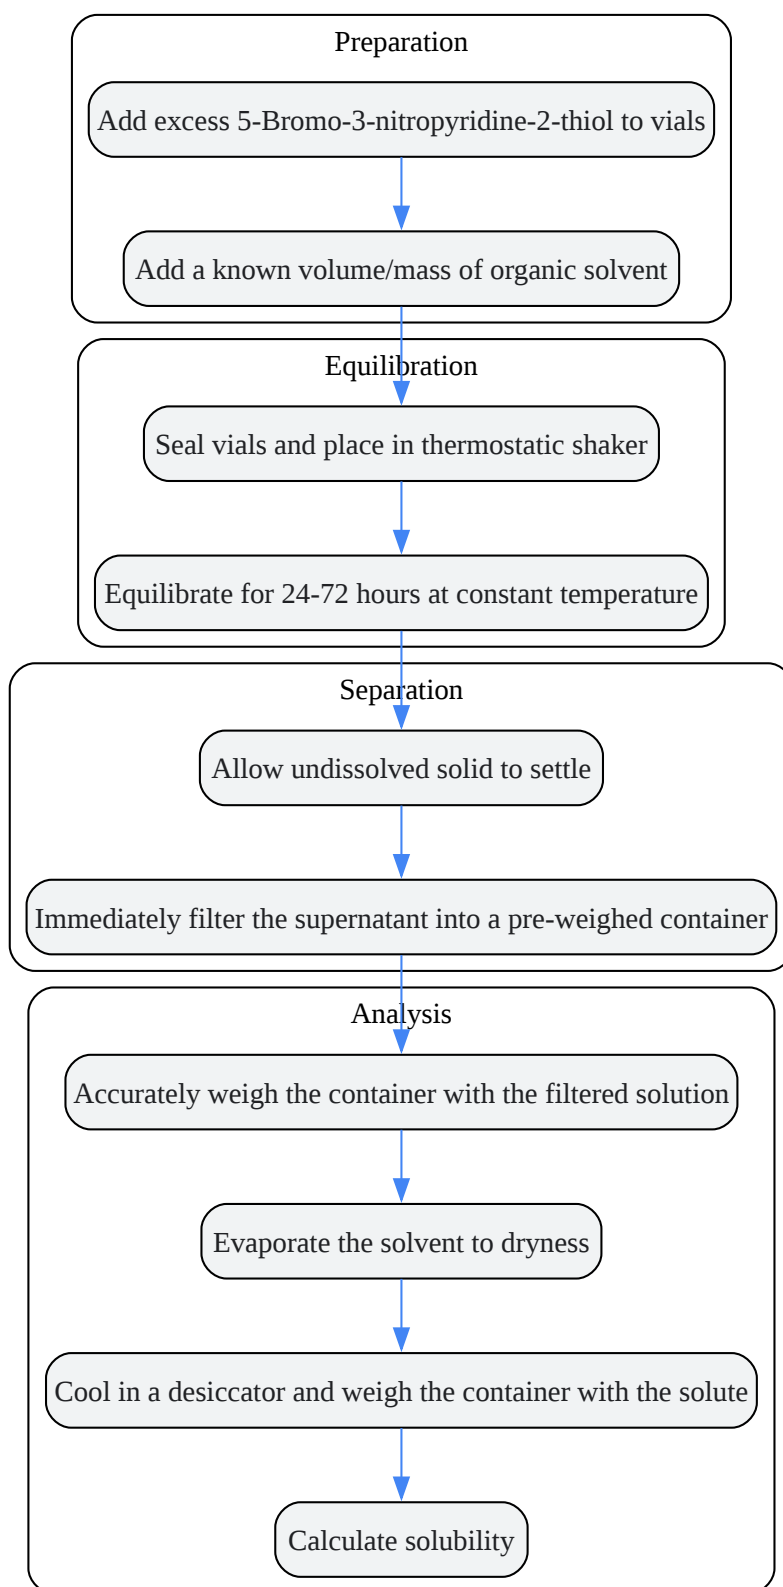 Preparation
Add excess 5-Bromo-3-nitropyridine-2-thiol to vials
Add a known volume/mass of organic solvent
Equilibration
Seal vials and place in thermostatic shaker
Equilibrate for 24-72 hours at constant temperature
Separation
Allow undissolved solid to settle
Immediately filter the supernatant into a pre-weighed container
Analysis
Accurately weigh the container with the filtered solution
Evaporate the solvent to dryness
Cool in a desiccator and weigh the container with the solute
Calculate solubility